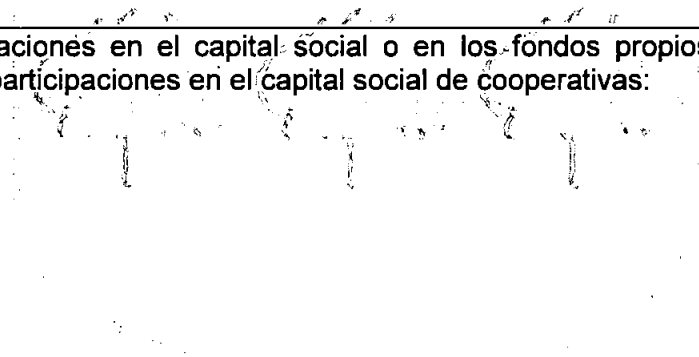 aciones en el capital social o en los fondos propios
participaciones en el capital social de cooperativas: